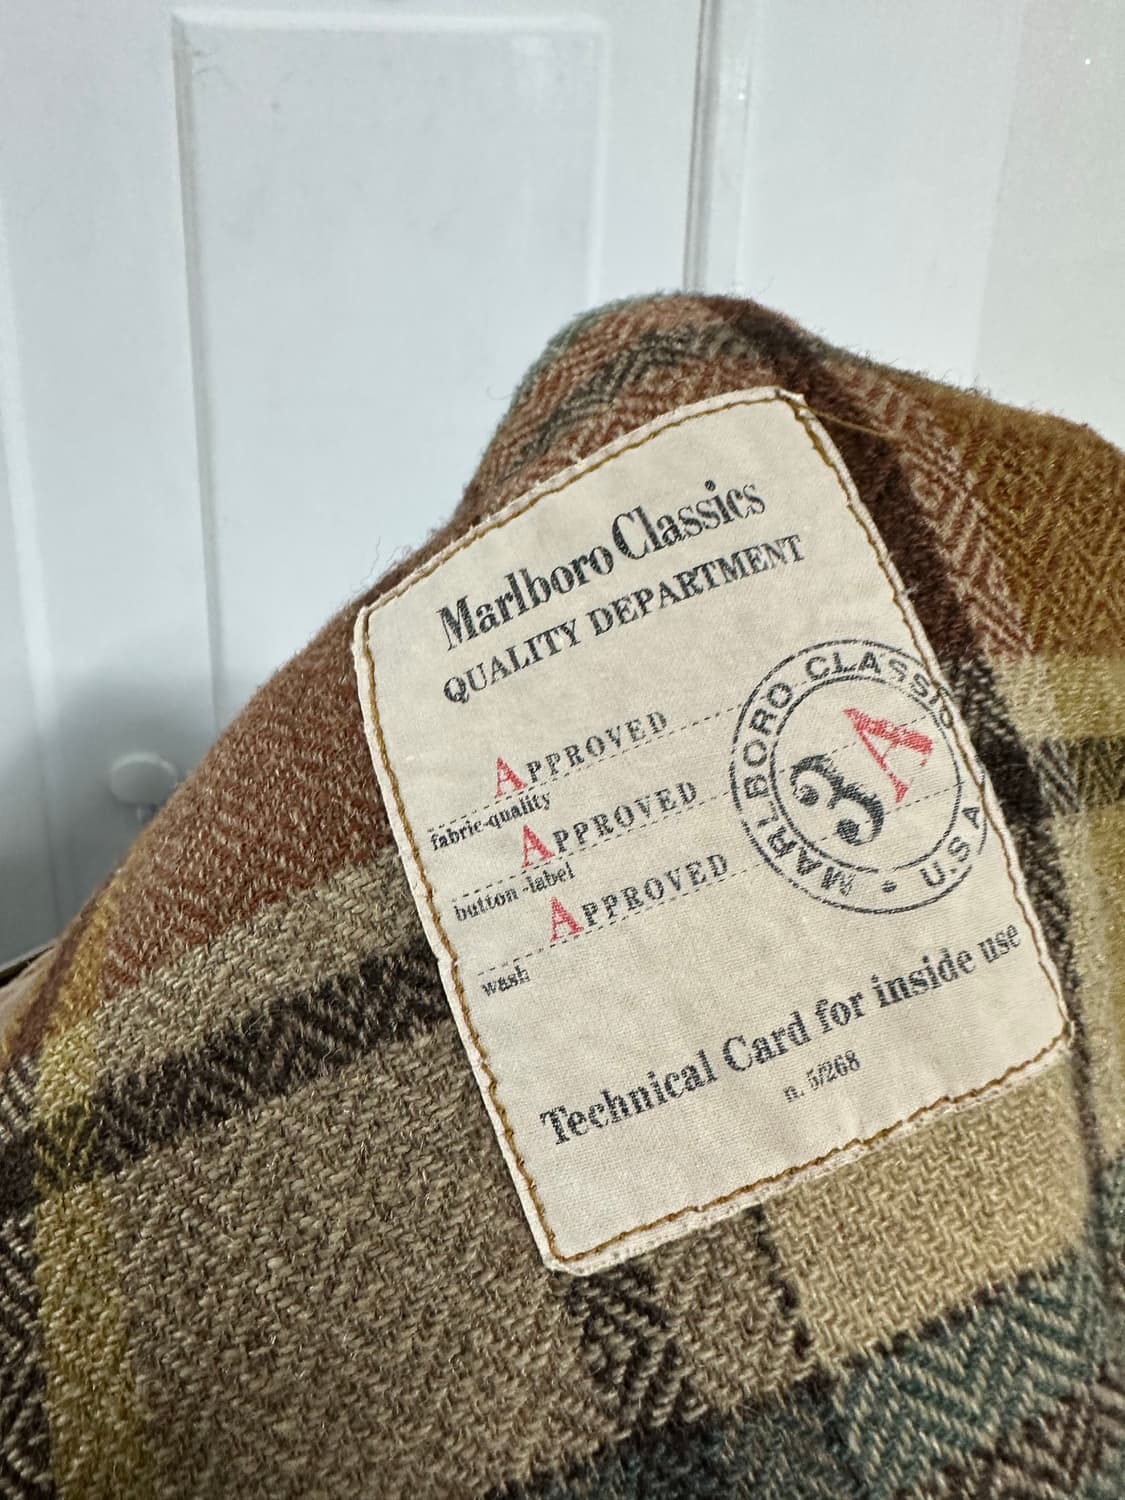 Marlboro Classics
QUALITY DEPARTMENT
APPROVED
fabric-quality
APPROVED
button-label
APPROVED
wash
MARLBORO CLASSICS • U.S.A
3A
Technical Card for inside use
n. 5/268